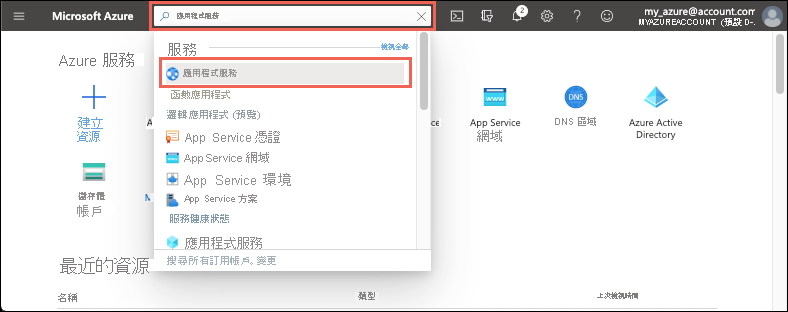 Microsoft Azure
應用程式服務
2
my_azure@account.com
MYAZUREACCOUNT (預設 D-.
Azure 服務
建立
資源
儲存體
帳戶
服務
檢視全部
應用程式服務
函數應用程式
邏輯應用程式 (預覽)
App Service 憑證
App Service 網域
App Service 環境
App Service 方案
服務健康狀態
應用程式服務
搜尋所有訂用帳戶。變更
App Service
網域
DNS
DNS 區域
Azure Active
Directory
最近的資源
名稱
類型
上次檢視時間